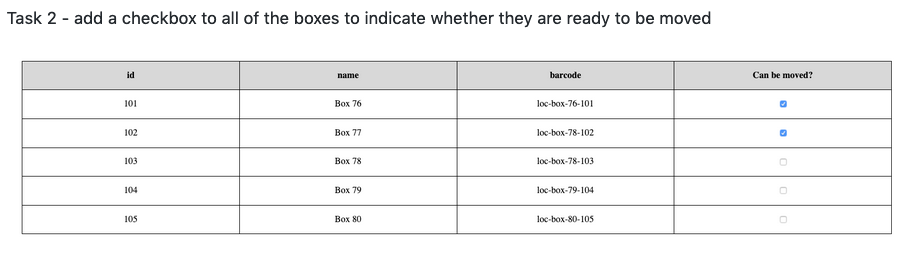 Task 2 - add a checkbox to all of the boxes to indicate whether they are ready to be moved
id name barcode Can be moved?
101 Box 76 loc-box-76-101
102 Box 77 loc-box-78-102
103 Box 78 loc-box-78-103
104 Box 79 loc-box-79-104
105 Box 80 loc-box-80-105